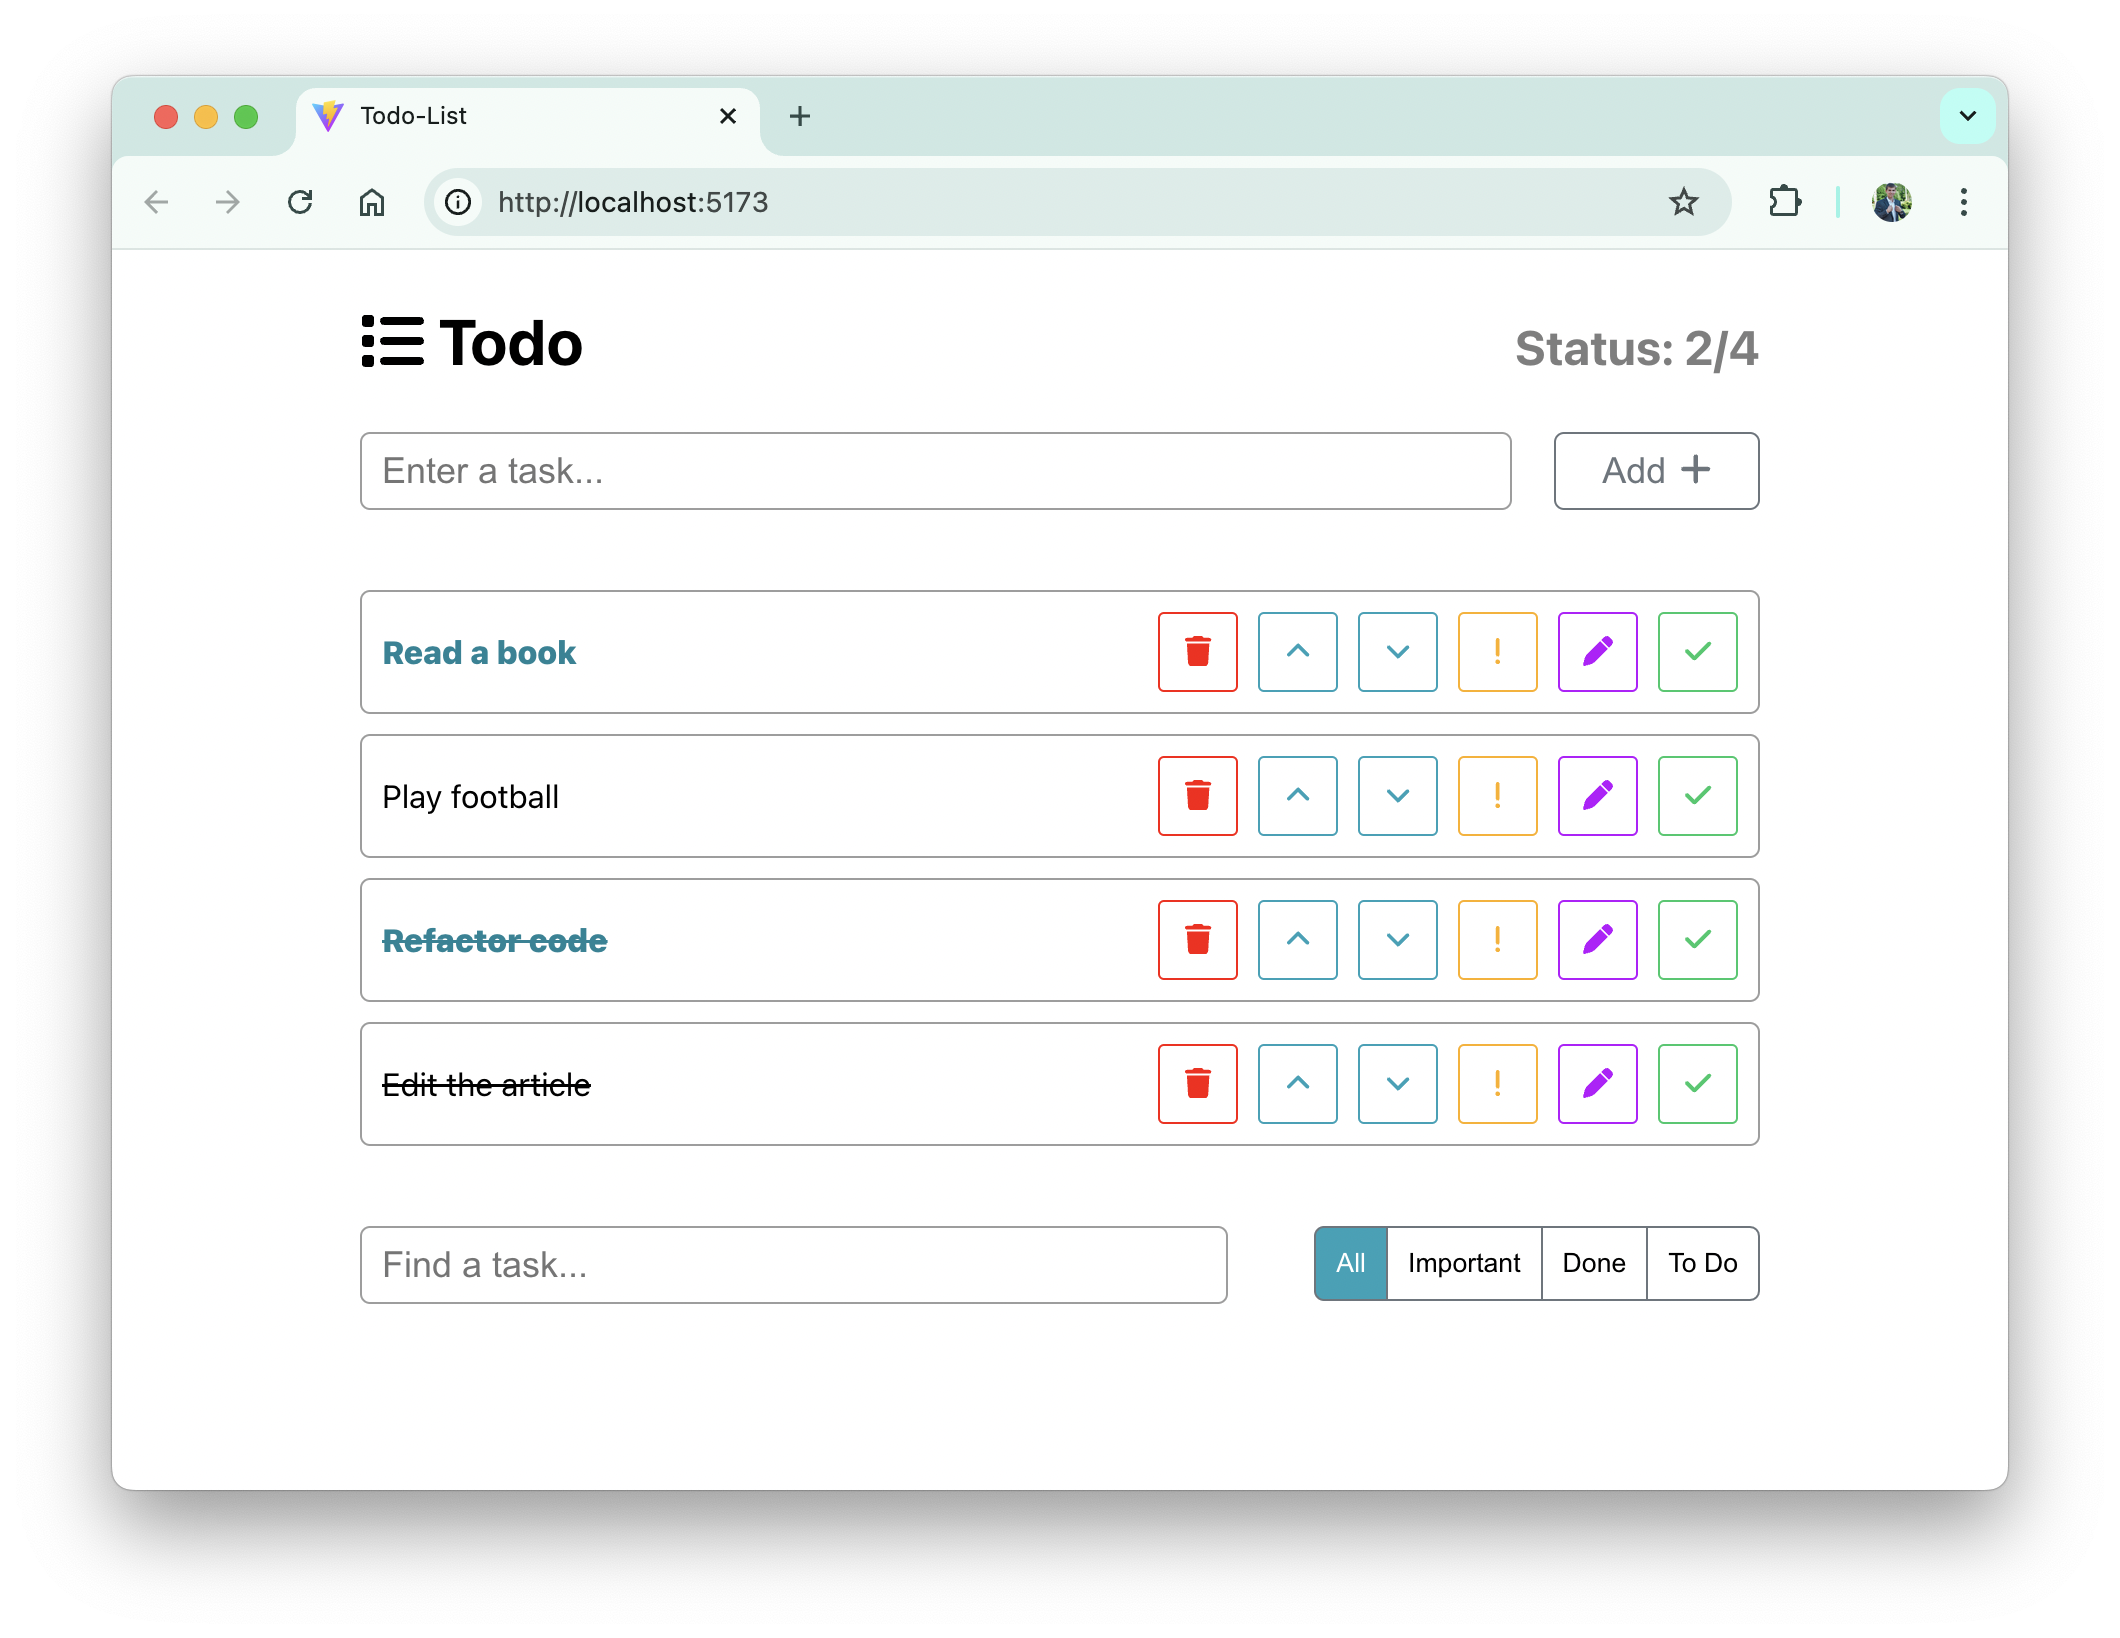 Todo-List
http://localhost:5173
Todo
Status: 2/4
Enter a task...
Add
Read a book
Play football
Refactor code
Edit the article
Find a task...
All Important Done To Do